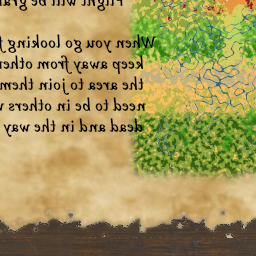 Flight will be gra
When you go looking f
keep away from other
the area to join them
need to be in others v
dead and in the way